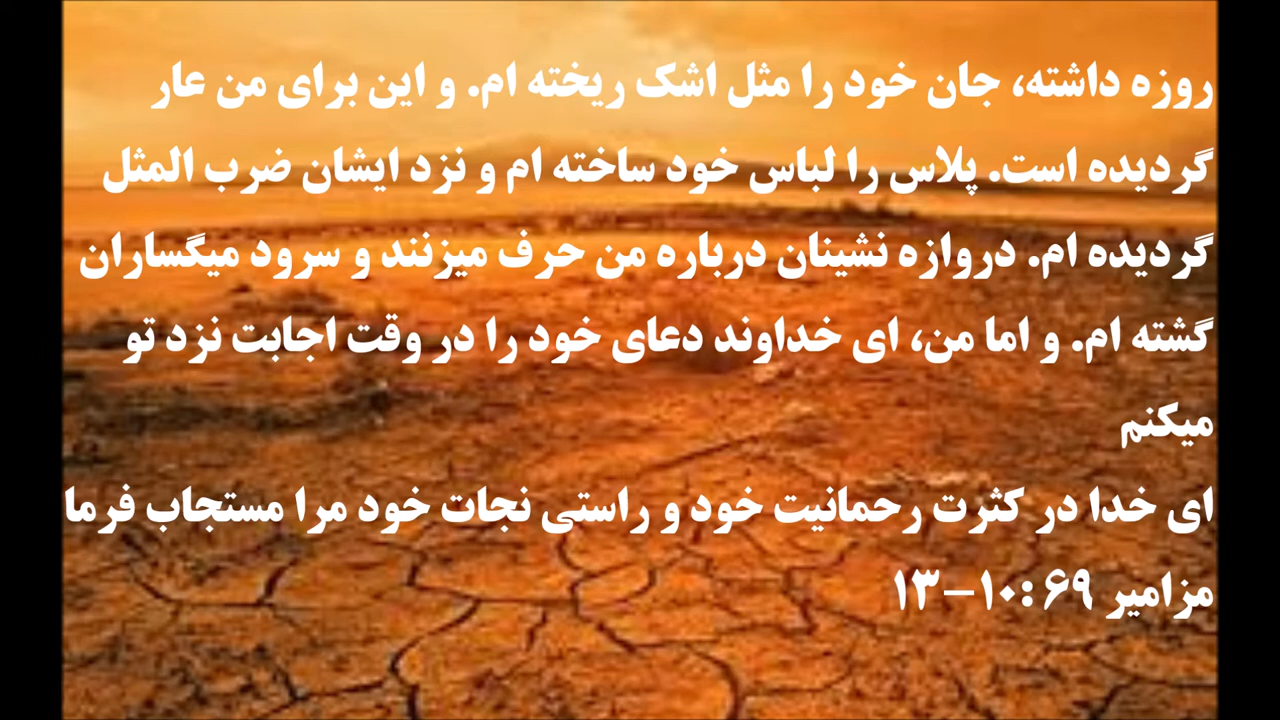 روزه داشته، جان خود را مثل اشک ریخته ام. و این برای من عار
گردیده است. پلاس را لباس خود ساخته ام و نزد ایشان ضرب المثل
گردیده ام. دروازه نشینان درباره من حرف میزنند و سرود میگساران
گشته ام. و اما من، ای خداوند دعای خود را در وقت اجابت نزد تو
میکنم
ای خدا در کثرت رحمانیت خود و راستی نجات خود مرا مستجاب فرما
مزامیر ۶۹:۱۰-۱۳